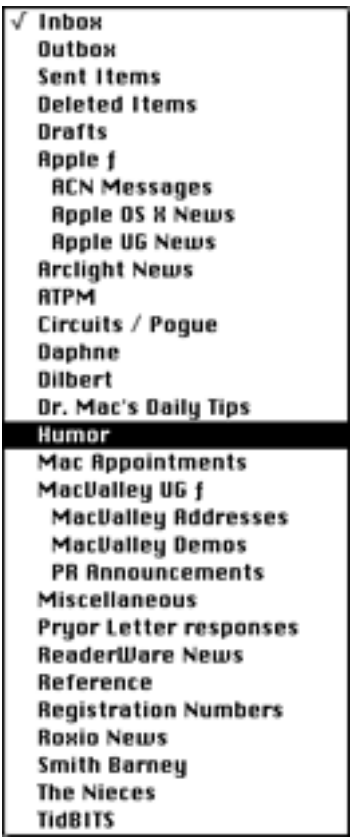 √ Inbox
Outbox
Sent Items
Deleted Items
Drafts
Apple ƒ
ACN Messages
Apple OS X News
Apple UG News
Arclight News
ATPM
Circuits / Pogue
Daphne
Dilbert
Dr. Mac's Daily Tips
Humor
Mac Appointments
MacValley UG ƒ
MacValley Addresses
MacValley Demos
PR Announcements
Miscellaneous
Pryor Letter responses
ReaderWare News
Reference
Registration Numbers
Roxio News
Smith Barney
The Nieces
TidBITS